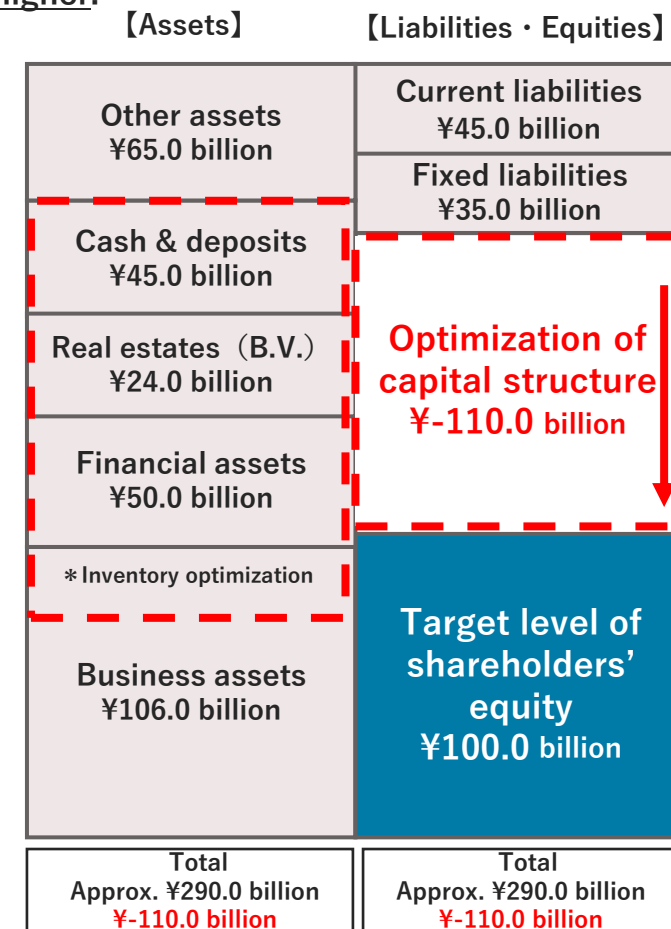 higher.
【Assets】
【Liabilities・Equities】
Other assets
¥65.0 billion
Cash & deposits
¥45.0 billion
Real estates（B.V.）
¥24.0 billion
Financial assets
¥50.0 billion
＊Inventory optimization
Business assets
¥106.0 billion
Total
Approx. ¥290.0 billion
¥-110.0 billion
Current liabilities
¥45.0 billion
Fixed liabilities
¥35.0 billion
Optimization of
capital structure
¥-110.0 billion
Target level of
shareholders’
equity
¥100.0 billion
Total
Approx. ¥290.0 billion
¥-110.0 billion